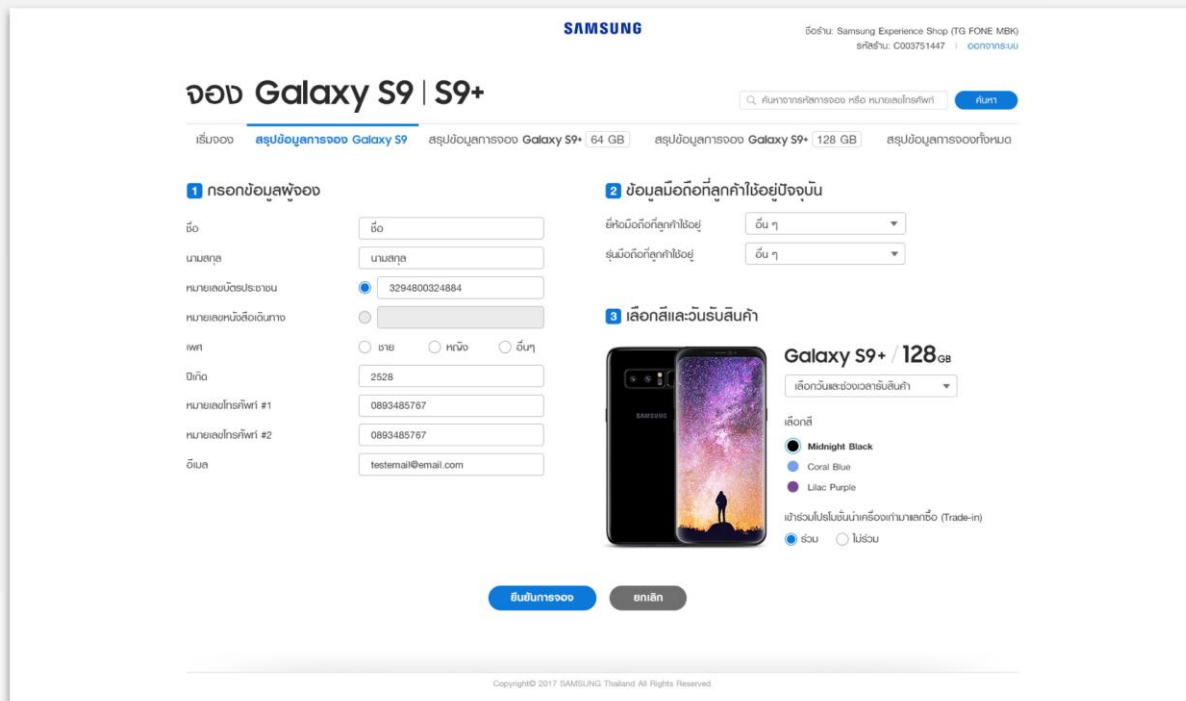 SAMSUNG
ชื่อร้าน: Samsung Experience Shop (TG FONE MBK)
รหัสร้าน: C003751447 | ออกจากระบบ
จอง Galaxy S9 | S9+
ค้นหาจากรหัสการจอง หรือ หมายเลขโทรศัพท์
ค้นหา
เริ่มจอง สรุปข้อมูลการจอง Galaxy S9 สรุปข้อมูลการจอง Galaxy S9+ 64 GB สรุปข้อมูลการจอง Galaxy S9+ 128 GB สรุปข้อมูลการจองทั้งหมด
1 กรอกข้อมูลผู้จอง
ชื่อ ชื่อ
นามสกุล นามสกุล
หมายเลขบัตรประชาชน 3294800324884
หมายเลขหนังสือเดินทาง
เพศ ชาย หญิง อื่นๆ
ปีเกิด 2528
หมายเลขโทรศัพท์ #1 0893485767
หมายเลขโทรศัพท์ #2 0893485767
อีเมล testemail@email.com
2 ข้อมูลมือถือที่ลูกค้าใช้อยู่ปัจจุบัน
ยี่ห้อมือถือที่ลูกค้าใช้อยู่ อื่น ๆ
รุ่นมือถือที่ลูกค้าใช้อยู่ อื่น ๆ
3 เลือกสีและวันรับสินค้า
SAMSUNG
Galaxy S9+ / 128 GB
เลือกวันและช่วงเวลารับสินค้า
เลือกสี
Midnight Black
Coral Blue
Lilac Purple
เข้าร่วมโปรโมชั่นนำเครื่องเก่ามาแลกซื้อ (Trade-in)
ร่วม ไม่ร่วม
ยืนยันการจอง ยกเลิก
Copyright© 2017 SAMSUNG Thailand All Rights Reserved.